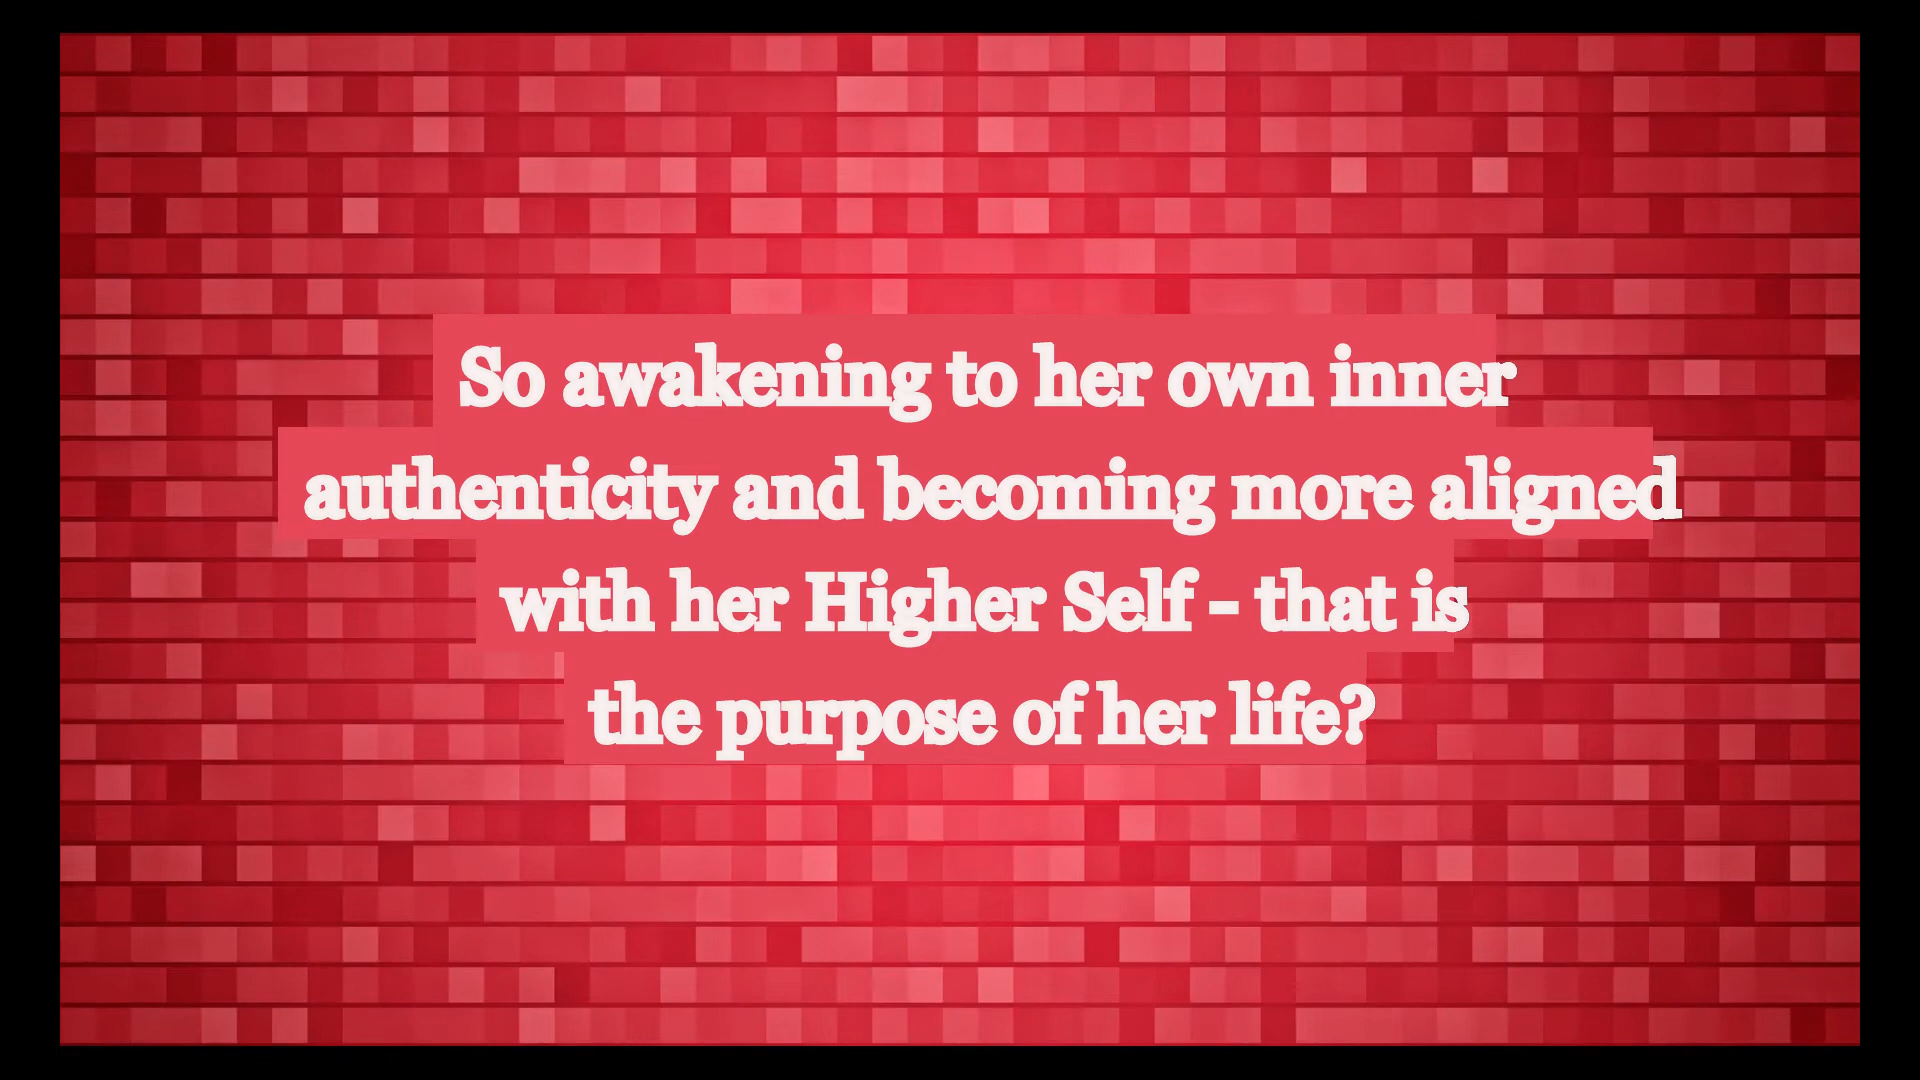 So awakening to her own inner
authenticity and becoming more aligned
with her Higher Self - that is
the purpose of her life?